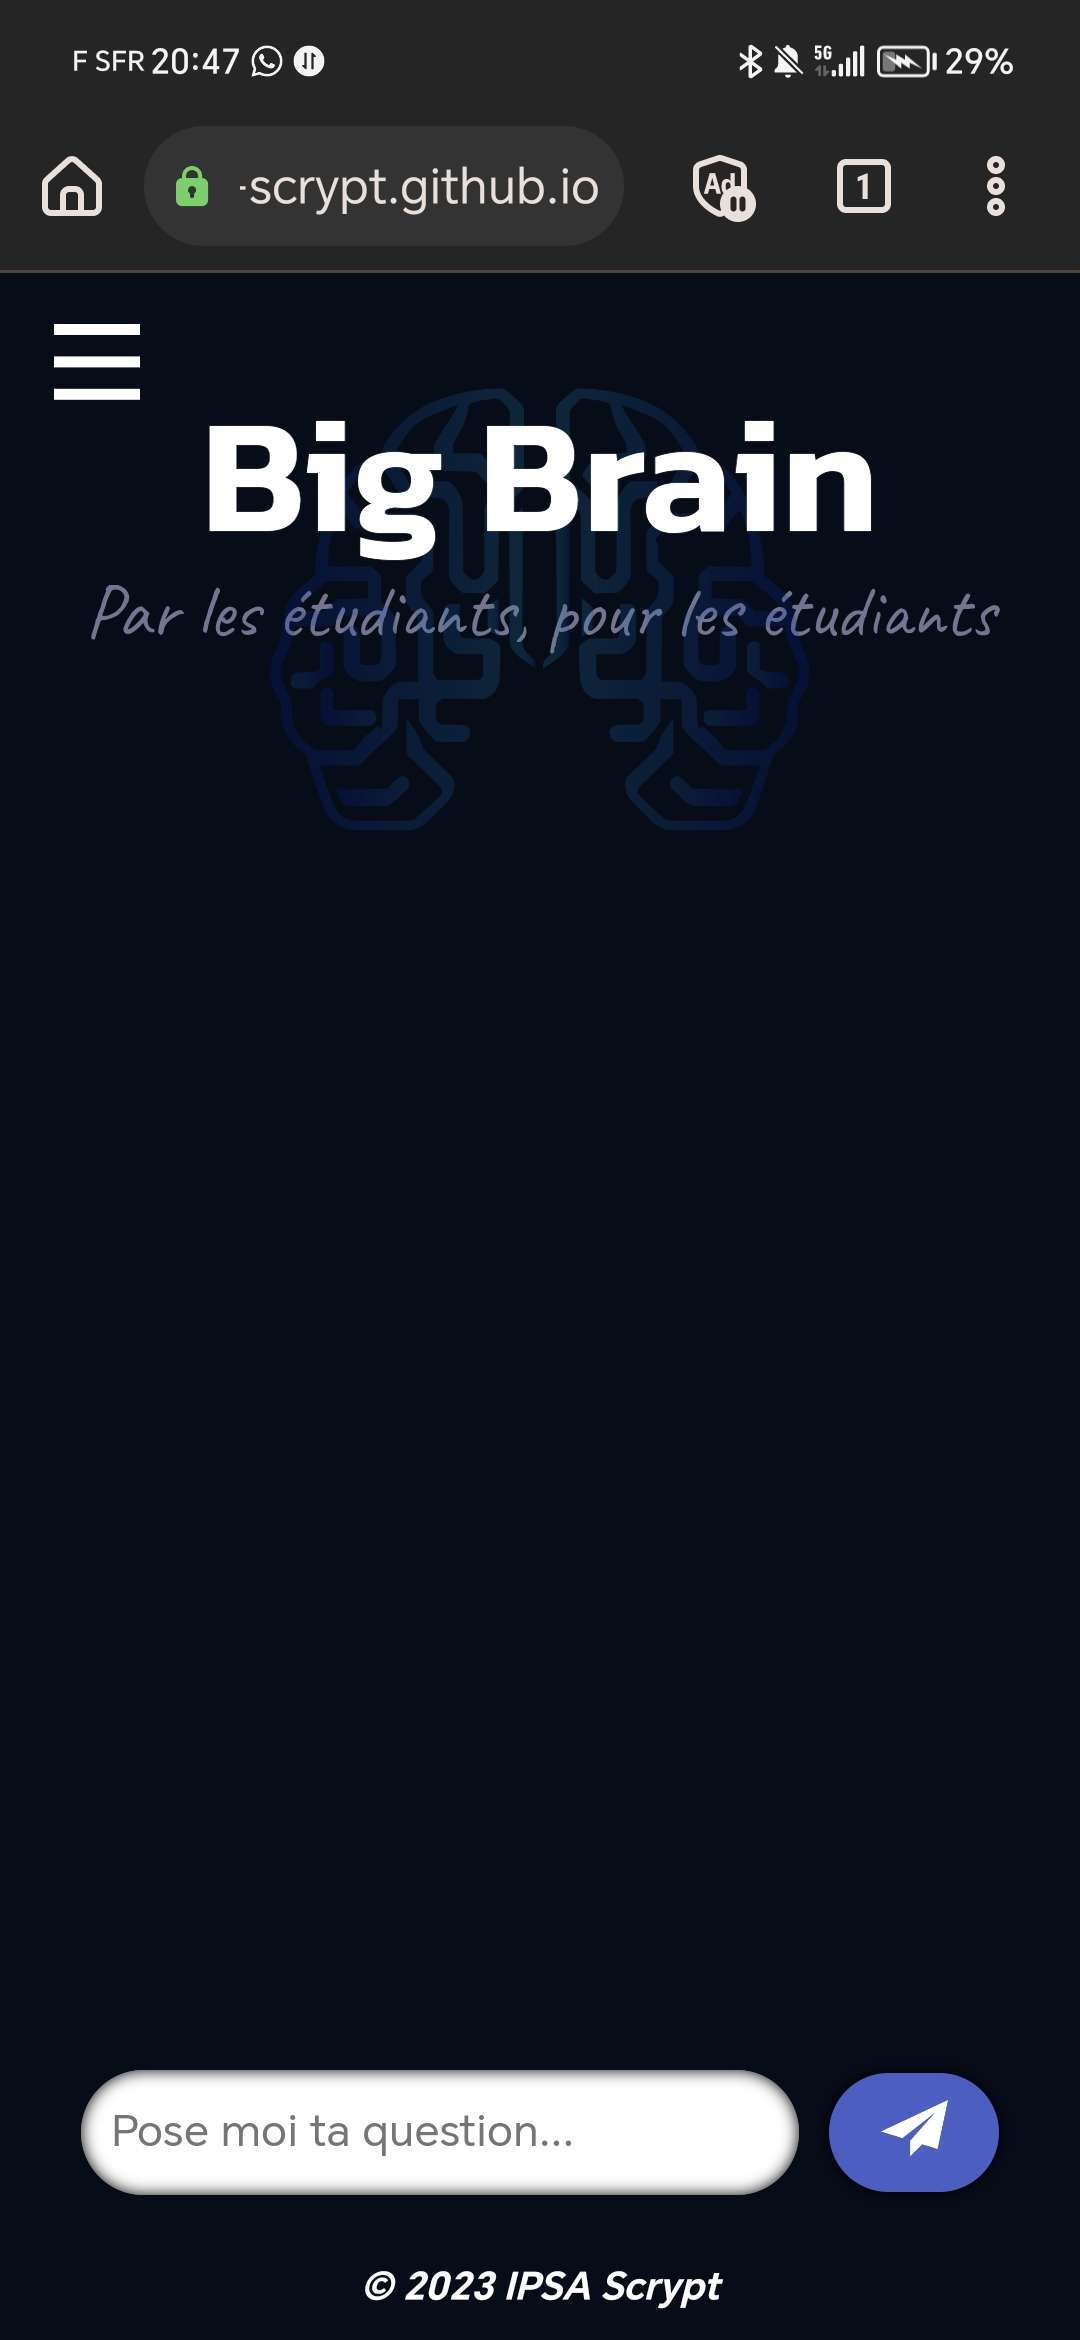 F SFR 20:47 5G 29%
-scrypt.github.io Ad 1
Big Brain
Par les étudiants, pour les étudiants
Pose moi ta question...
© 2023 IPSA Scrypt